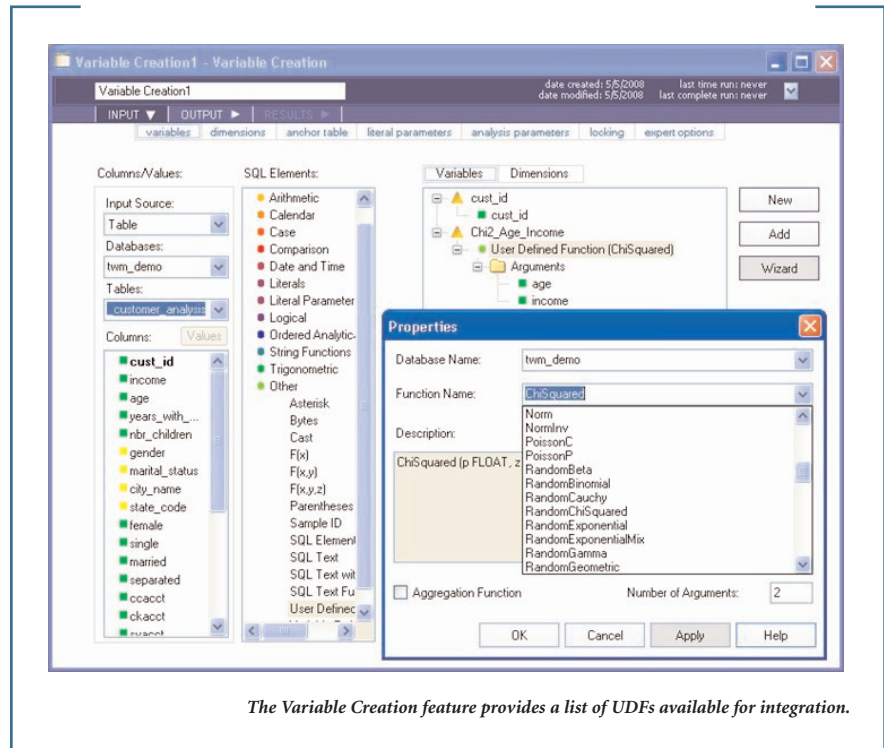 Variable Creation1 - Variable Creation
Variable Creation1
date created: 5/5/2008 last time run: never
date modified: 5/5/2008 last complete run: never
INPUT ▼ | OUTPUT ► | RESULTS ► |
variables dimensions anchor table literal parameters analysis parameters locking expert options
Columns/Values:
Input Source:
Table
Databases:
twm_demo
Tables:
customer_analysis
Columns: Values
cust_id
income
age
years_with_...
nbr_children
gender
marital_status
city_name
state_code
female
single
married
separated
ccacct
ckacct
SQL Elements:
Arithmetic
Calendar
Case
Comparison
Date and Time
Literals
Literal Parameter
Logical
Ordered Analytic-
String Functions
Trigonometric
Other
Asterisk
Bytes
Cast
F(x)
F(x,y)
F(x,y,z)
Parentheses
Sample ID
SQL Element
SQL Text
SQL Text wit
SQL Text Fu
User Definec
Variables Dimensions
cust_id
cust_id
Chi2_Age_Income
User Defined Function (ChiSquared)
Arguments
age
income
New
Add
Wizard
Properties
Database Name: twm_demo
Function Name: ChiSquared
Norm
NormInv
PoissonC
PoissonP
RandomBeta
RandomBinomial
RandomCauchy
RandomChiSquared
RandomExponential
RandomExponentialMix
RandomGamma
RandomGeometric
Description:
ChiSquared (p FLOAT, z
Aggregation Function Number of Arguments: 2
OK Cancel Apply Help
The Variable Creation feature provides a list of UDFs available for integration.